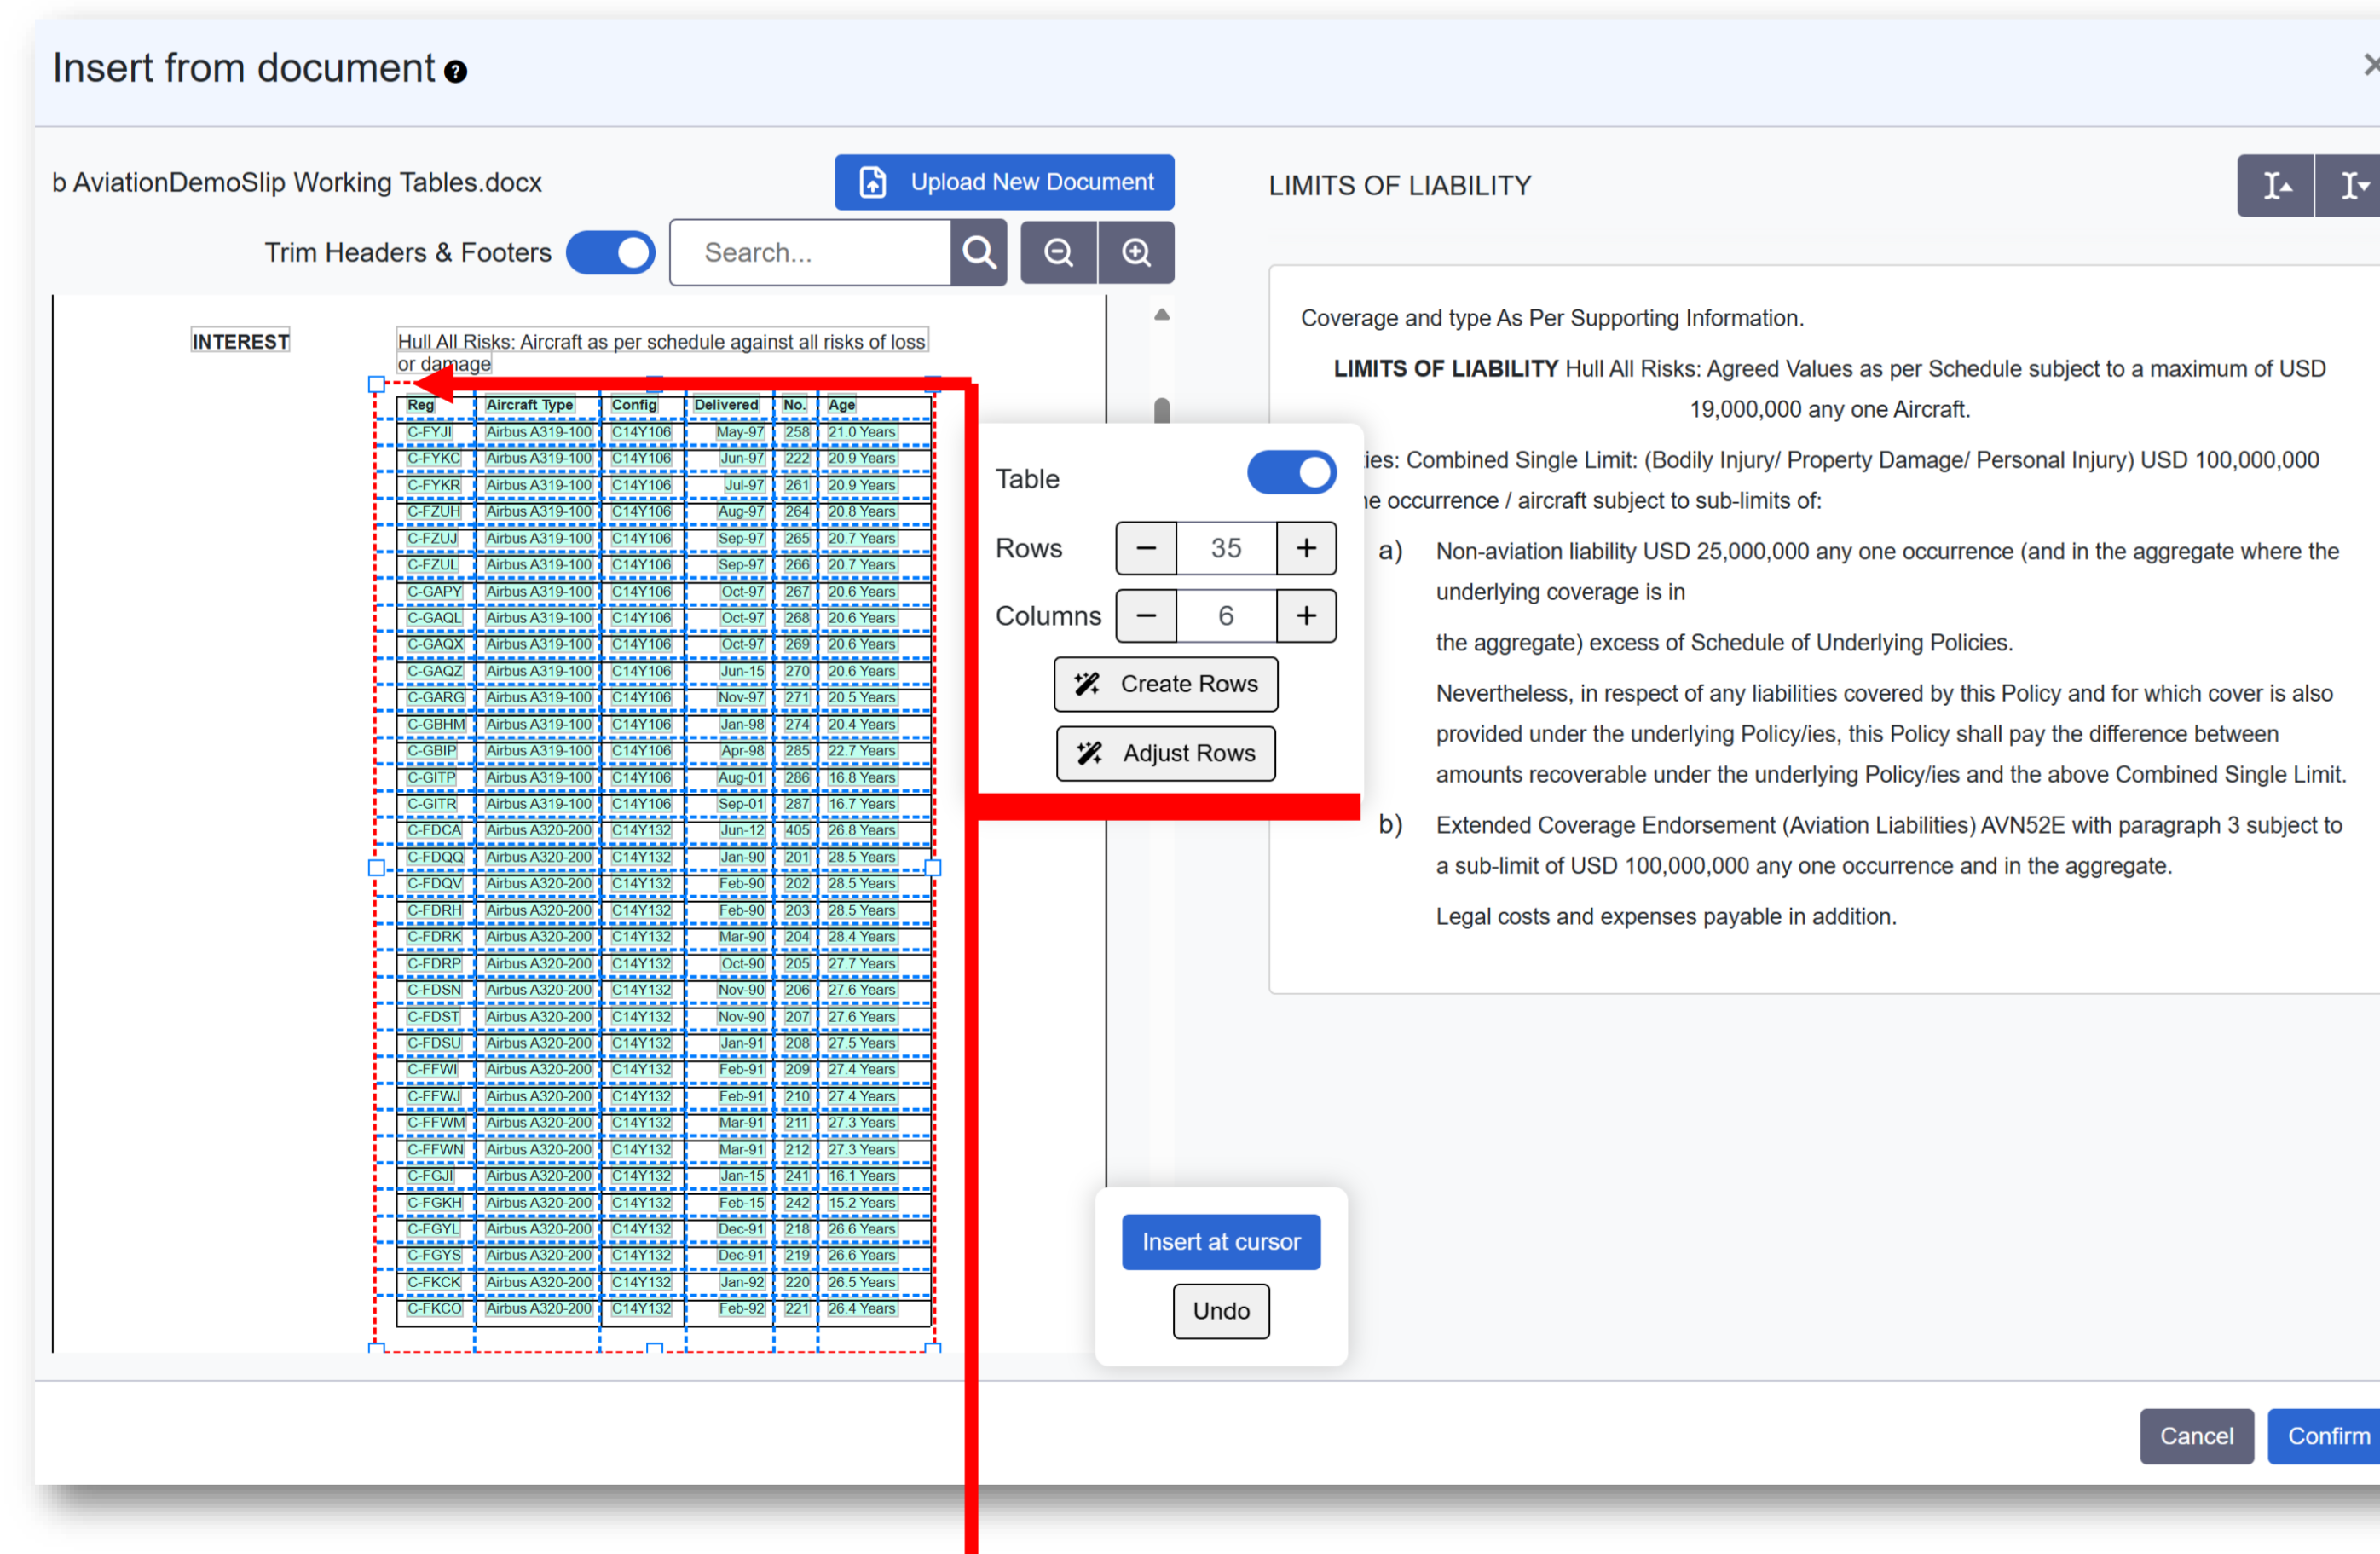 Insert from document
b AviationDemoSlip Working Tables.docx
Upload New Document
Trim Headers & Footers
Search...
INTEREST
Hull All Risks: Aircraft as per schedule against all risks of loss
or damage
Reg Aircraft Type Config Delivered No. Age
C-FYJI Airbus A319-100 C14Y106 May-97 258 21.0 Years
C-FYKC Airbus A319-100 C14Y106 Jun-97 222 20.9 Years
C-FYKR Airbus A319-100 C14Y106 Jul-97 261 20.9 Years
C-FZUH Airbus A319-100 C14Y106 Aug-97 264 20.8 Years
C-FZUJ Airbus A319-100 C14Y106 Sep-97 265 20.7 Years
C-FZUL Airbus A319-100 C14Y106 Sep-97 266 20.7 Years
C-GAPY Airbus A319-100 C14Y106 Oct-97 267 20.6 Years
C-GAQL Airbus A319-100 C14Y106 Oct-97 268 20.6 Years
C-GAQX Airbus A319-100 C14Y106 Oct-97 269 20.6 Years
C-GAQZ Airbus A319-100 C14Y106 Jun-15 270 20.6 Years
C-GARG Airbus A319-100 C14Y106 Nov-97 271 20.5 Years
C-GBHM Airbus A319-100 C14Y106 Jan-98 274 20.4 Years
C-GBIP Airbus A319-100 C14Y106 Apr-98 285 22.7 Years
C-GITP Airbus A319-100 C14Y106 Aug-01 286 16.8 Years
C-GITR Airbus A319-100 C14Y106 Sep-01 287 16.7 Years
C-FDCA Airbus A320-200 C14Y132 Jun-12 405 26.8 Years
C-FDQQ Airbus A320-200 C14Y132 Jan-90 201 28.5 Years
C-FDQV Airbus A320-200 C14Y132 Feb-90 202 28.5 Years
C-FDRH Airbus A320-200 C14Y132 Feb-90 203 28.5 Years
C-FDRK Airbus A320-200 C14Y132 Mar-90 204 28.4 Years
C-FDRP Airbus A320-200 C14Y132 Oct-90 205 27.7 Years
C-FDSN Airbus A320-200 C14Y132 Nov-90 206 27.6 Years
C-FDST Airbus A320-200 C14Y132 Nov-90 207 27.6 Years
C-FDSU Airbus A320-200 C14Y132 Jan-91 208 27.5 Years
C-FFWI Airbus A320-200 C14Y132 Feb-91 209 27.4 Years
C-FFWJ Airbus A320-200 C14Y132 Feb-91 210 27.4 Years
C-FFWM Airbus A320-200 C14Y132 Mar-91 211 27.3 Years
C-FFWN Airbus A320-200 C14Y132 Mar-91 212 27.3 Years
C-FGJI Airbus A320-200 C14Y132 Jan-15 241 16.1 Years
C-FGKH Airbus A320-200 C14Y132 Feb-15 242 15.2 Years
C-FGYL Airbus A320-200 C14Y132 Dec-91 218 26.6 Years
C-FGYS Airbus A320-200 C14Y132 Dec-91 219 26.6 Years
C-FKCK Airbus A320-200 C14Y132 Jan-92 220 26.5 Years
C-FKCO Airbus A320-200 C14Y132 Feb-92 221 26.4 Years
Table
Rows − 35 +
Columns − 6 +
Create Rows
Adjust Rows
Insert at cursor
Undo
LIMITS OF LIABILITY
Coverage and type As Per Supporting Information.
LIMITS OF LIABILITY Hull All Risks: Agreed Values as per Schedule subject to a maximum of USD
19,000,000 any one Aircraft.
ies: Combined Single Limit: (Bodily Injury/ Property Damage/ Personal Injury) USD 100,000,000
occurrence / aircraft subject to sub-limits of:
a) Non-aviation liability USD 25,000,000 any one occurrence (and in the aggregate where the
underlying coverage is in
the aggregate) excess of Schedule of Underlying Policies.
Nevertheless, in respect of any liabilities covered by this Policy and for which cover is also
provided under the underlying Policy/ies, this Policy shall pay the difference between
amounts recoverable under the underlying Policy/ies and the above Combined Single Limit.
b) Extended Coverage Endorsement (Aviation Liabilities) AVN52E with paragraph 3 subject to
a sub-limit of USD 100,000,000 any one occurrence and in the aggregate.
Legal costs and expenses payable in addition.
Cancel
Confirm